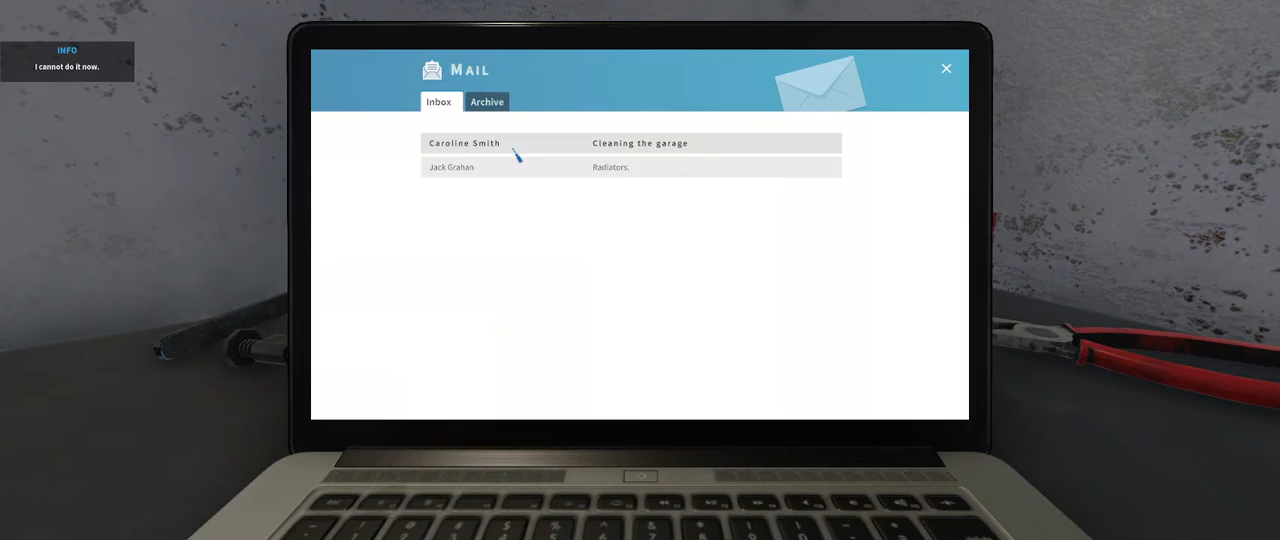 INFO
I cannot do it now.
MAIL
Inbox
Archive
Caroline Smith
Cleaning the garage
Jack Grahan
Radiators.